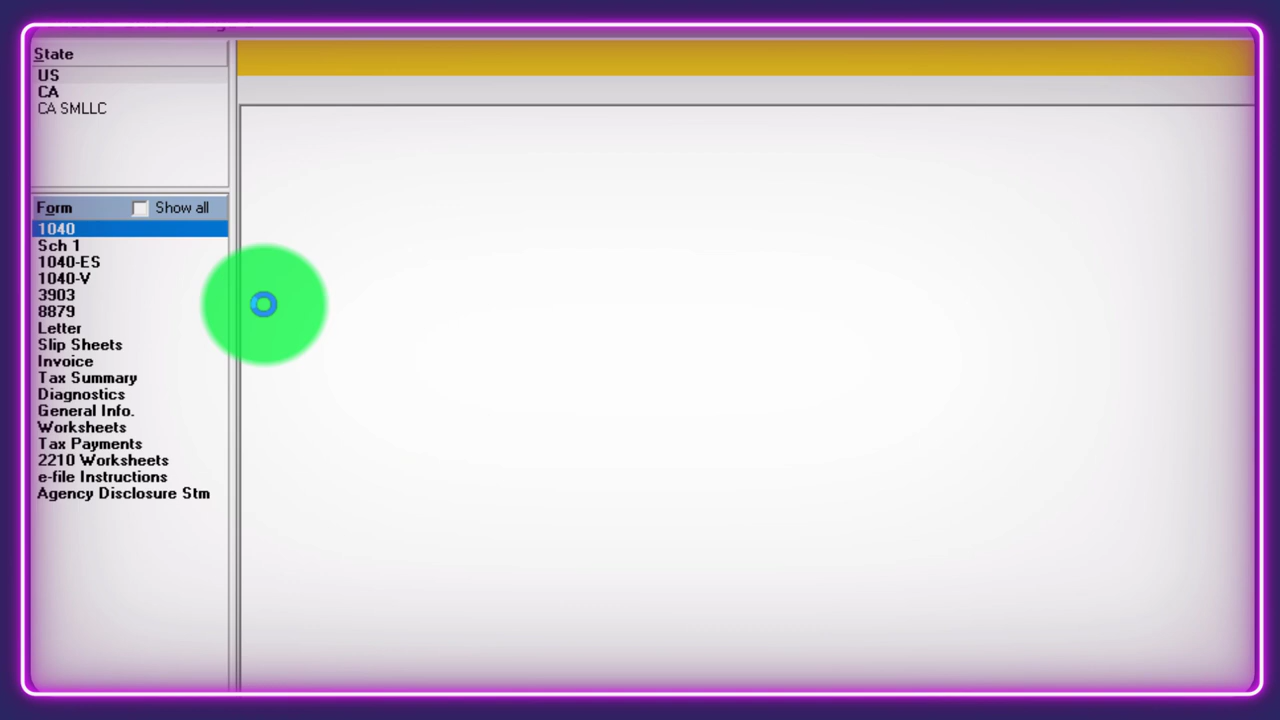 State
US
CA
CA SMLLC
Form Show all
1040
Sch 1
1040-ES
1040-V
3903
8879
Letter
Slip Sheets
Invoice
Tax Summary
Diagnostics
General Info.
Worksheets
Tax Payments
2210 Worksheets
e-file Instructions
Agency Disclosure Stm